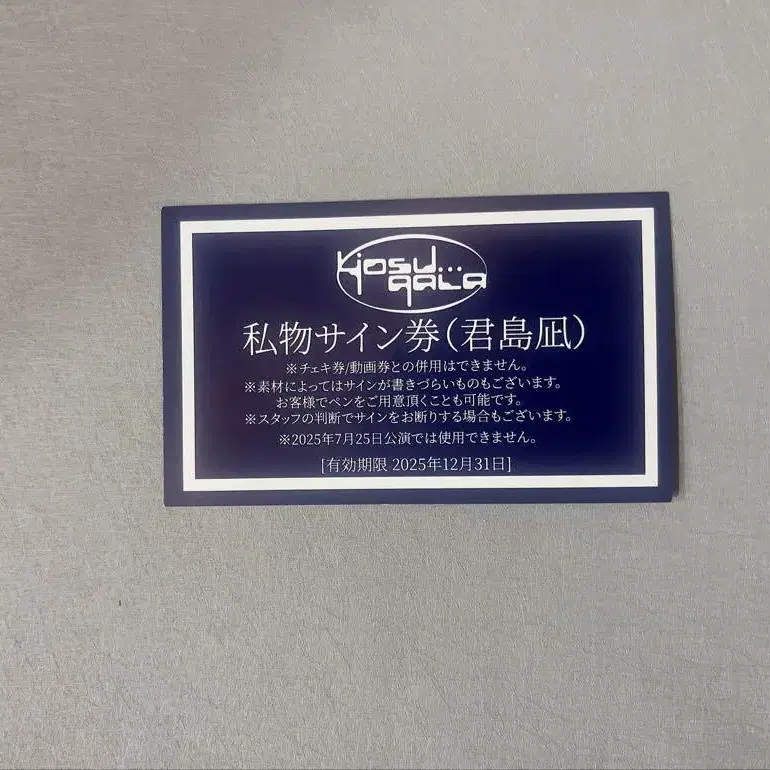 kiosu...
gala
私物サイン券(君島凪)
※チェキ券/動画券との併用はできません。
※素材によってはサインが書きづらいものもございます。
お客様でペンをご用意頂くことも可能です。
※スタッフの判断でサインをお断りする場合もございます。
※2025年7月25日公演では使用できません。
[有効期限 2025年12月31日]